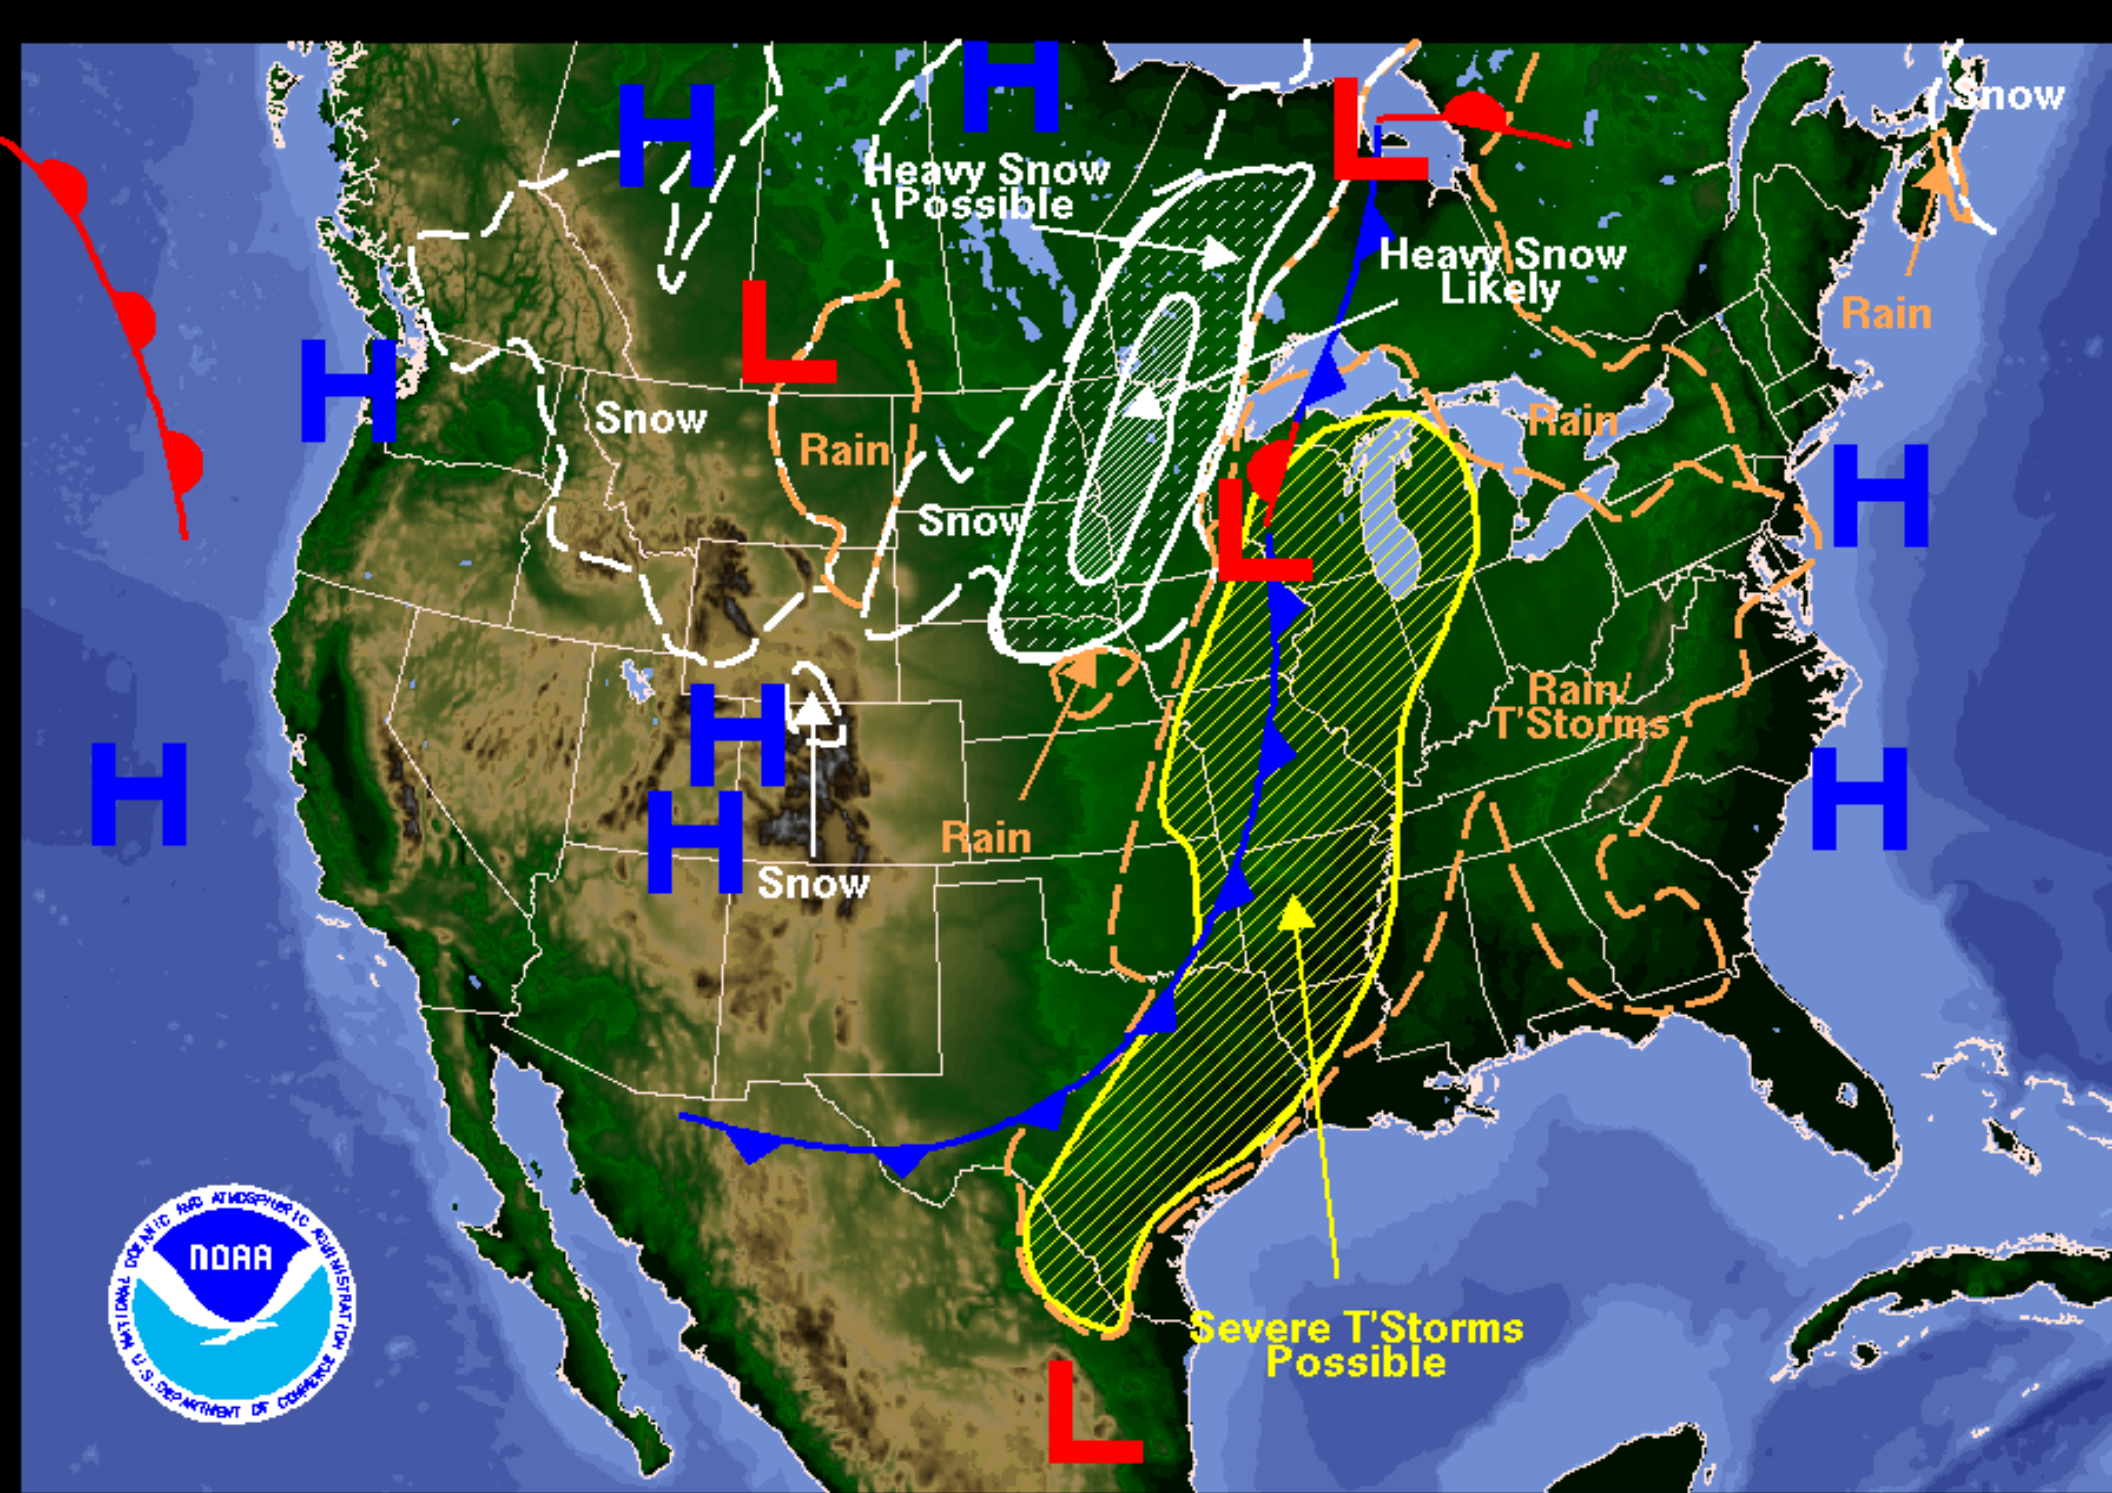 H
H
L
Snow
Heavy Snow
Possible
Heavy Snow
Likely
L
Rain
H
Snow
Rain
Rain
H
L
Snow
H
Rain/
T'Storms
H
H
H
H
Rain
Snow
NATIONAL OCEANIC AND ATMOSPHERIC ADMINISTRATION
NOAA
U.S. DEPARTMENT OF COMMERCE
Severe T'Storms
Possible
L